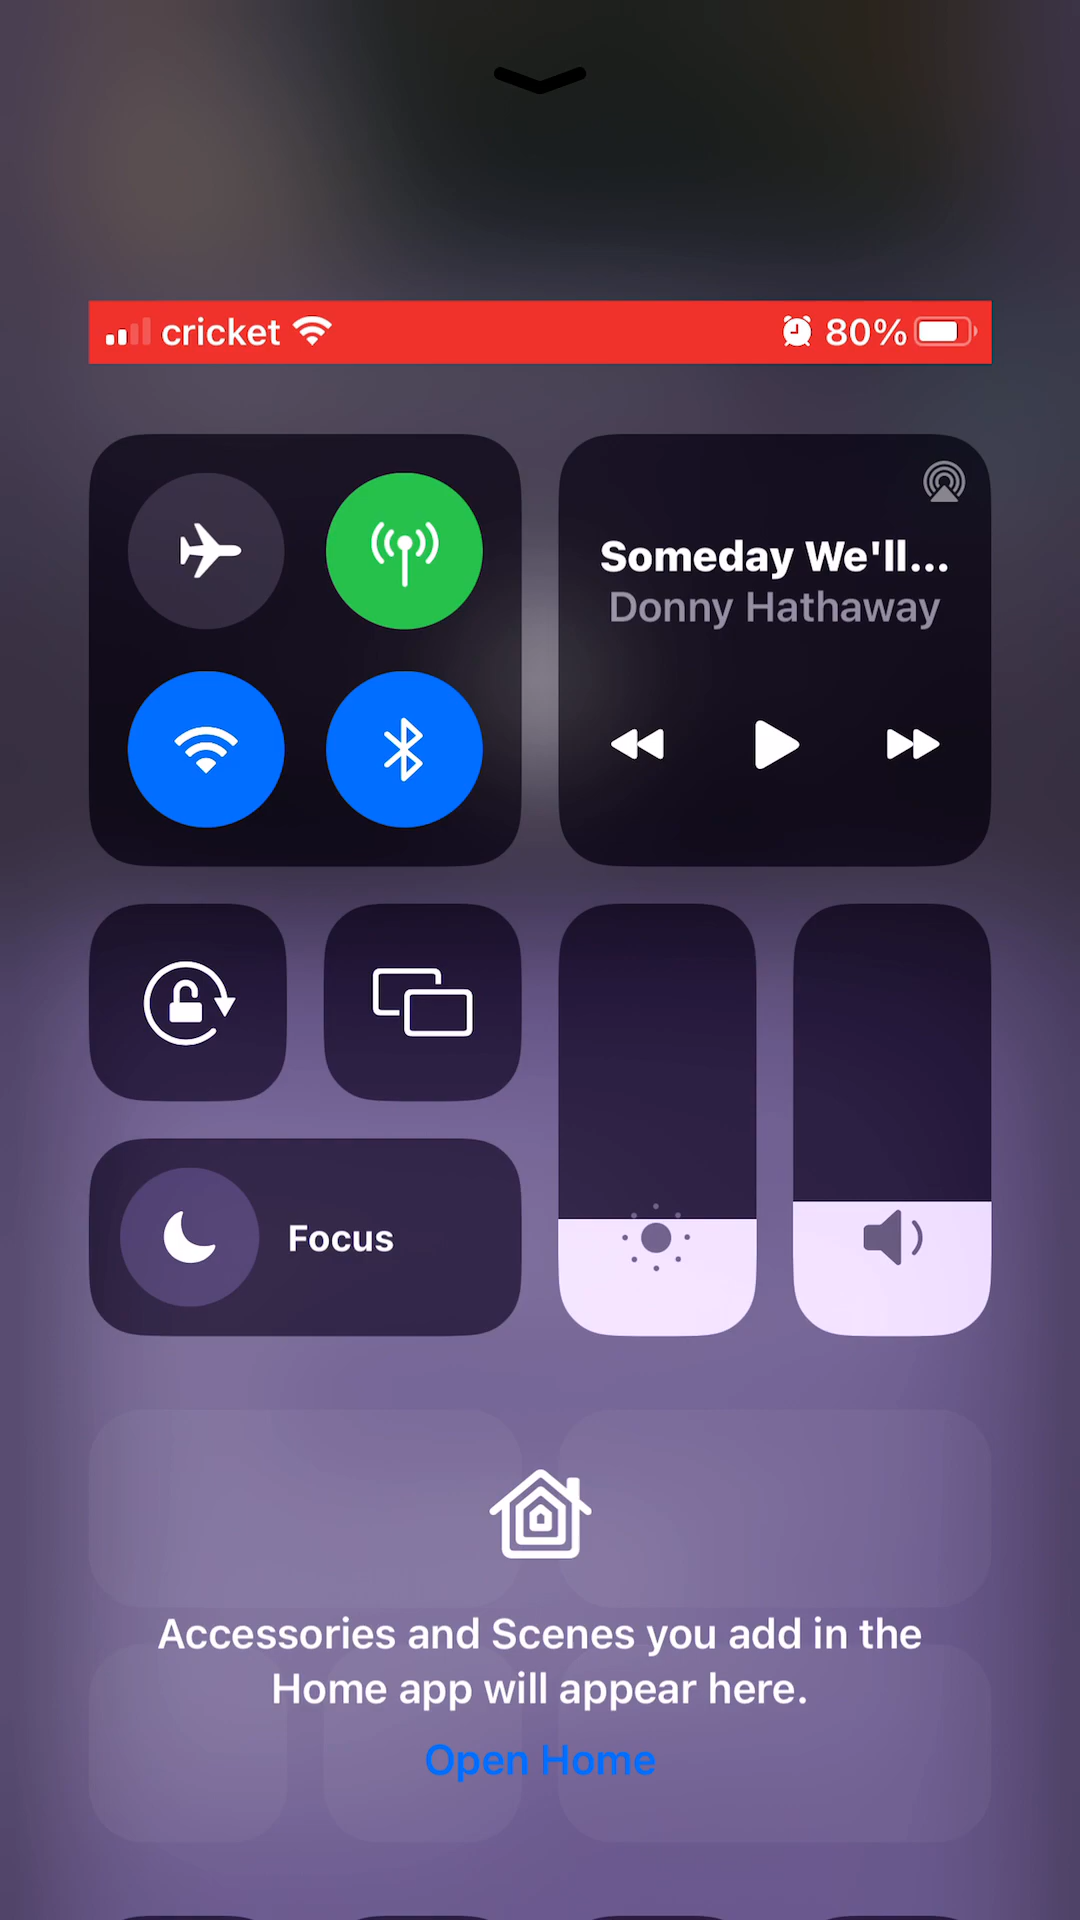 cricket 80%
Someday We'll...
Donny Hathaway
Focus
Accessories and Scenes you add in the
Home app will appear here.
Open Home